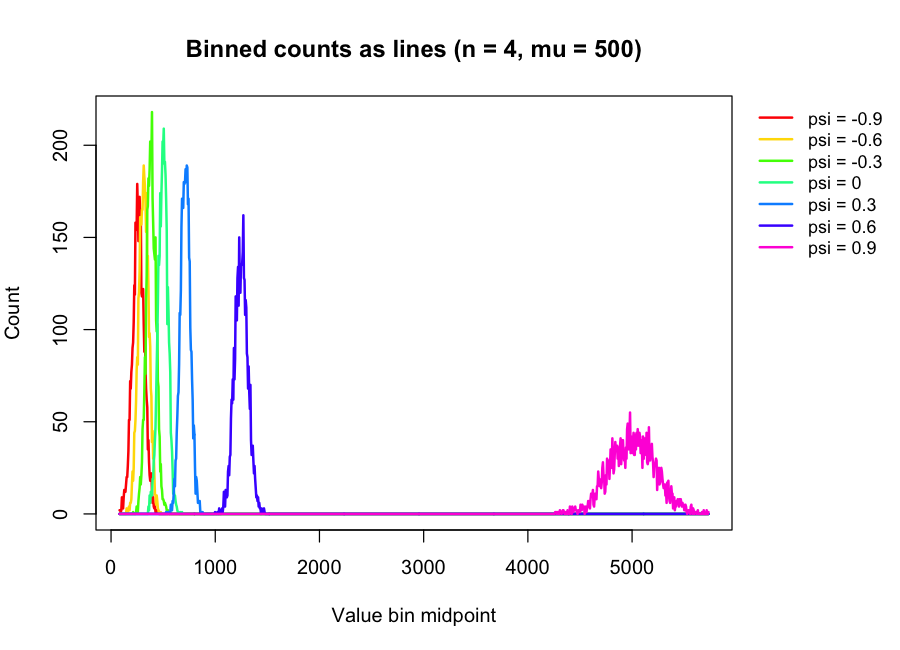 Binned counts as lines (n = 4, mu = 500)
psi = -0.9
psi = -0.6
psi = -0.3
psi = 0
psi = 0.3
psi = 0.6
psi = 0.9
Count
200
150
100
50
0
0 1000 2000 3000 4000 5000
Value bin midpoint